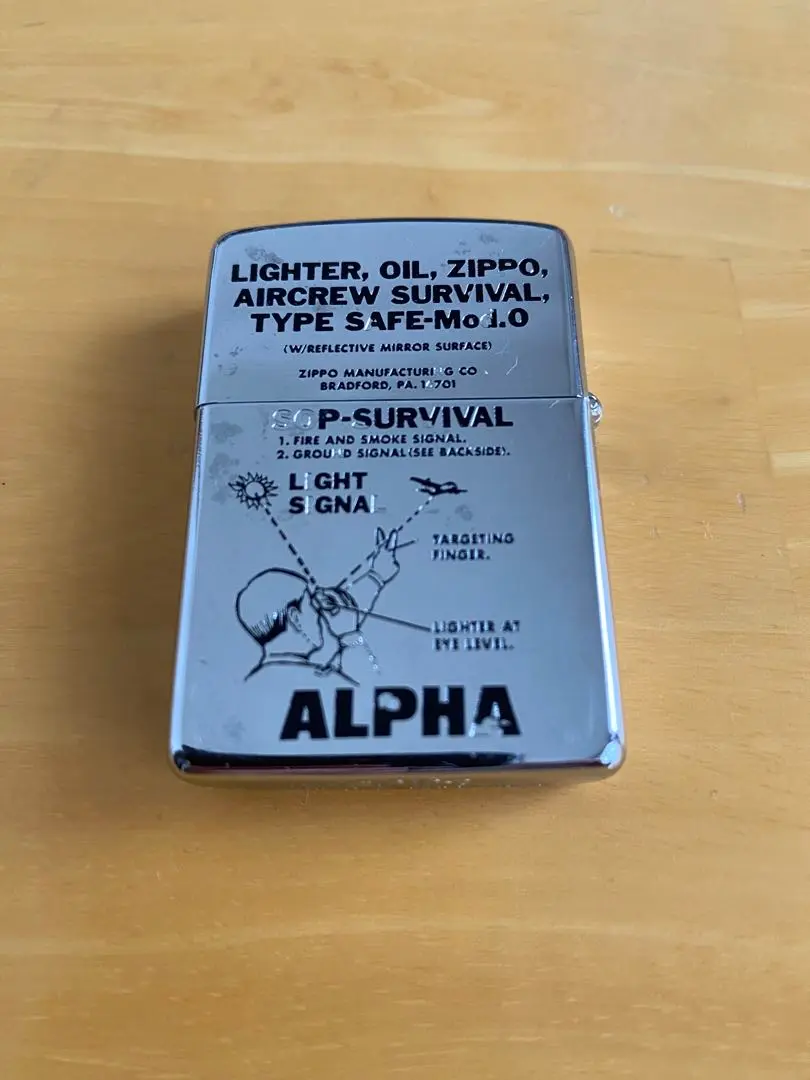 LIGHTER, OIL, ZIPPO,
AIRCREW SURVIVAL,
TYPE SAFE-Mod.0
(W/REFLECTIVE MIRROR SURFACE)
ZIPPO MANUFACTURING CO.
BRADFORD, PA. 16701
SOP-SURVIVAL
1. FIRE AND SMOKE SIGNAL.
2. GROUND SIGNAL(SEE BACKSIDE).
LIGHT
SIGNAL
TARGETING
FINGER.
LIGHTER AT
EYE LEVEL.
ALPHA